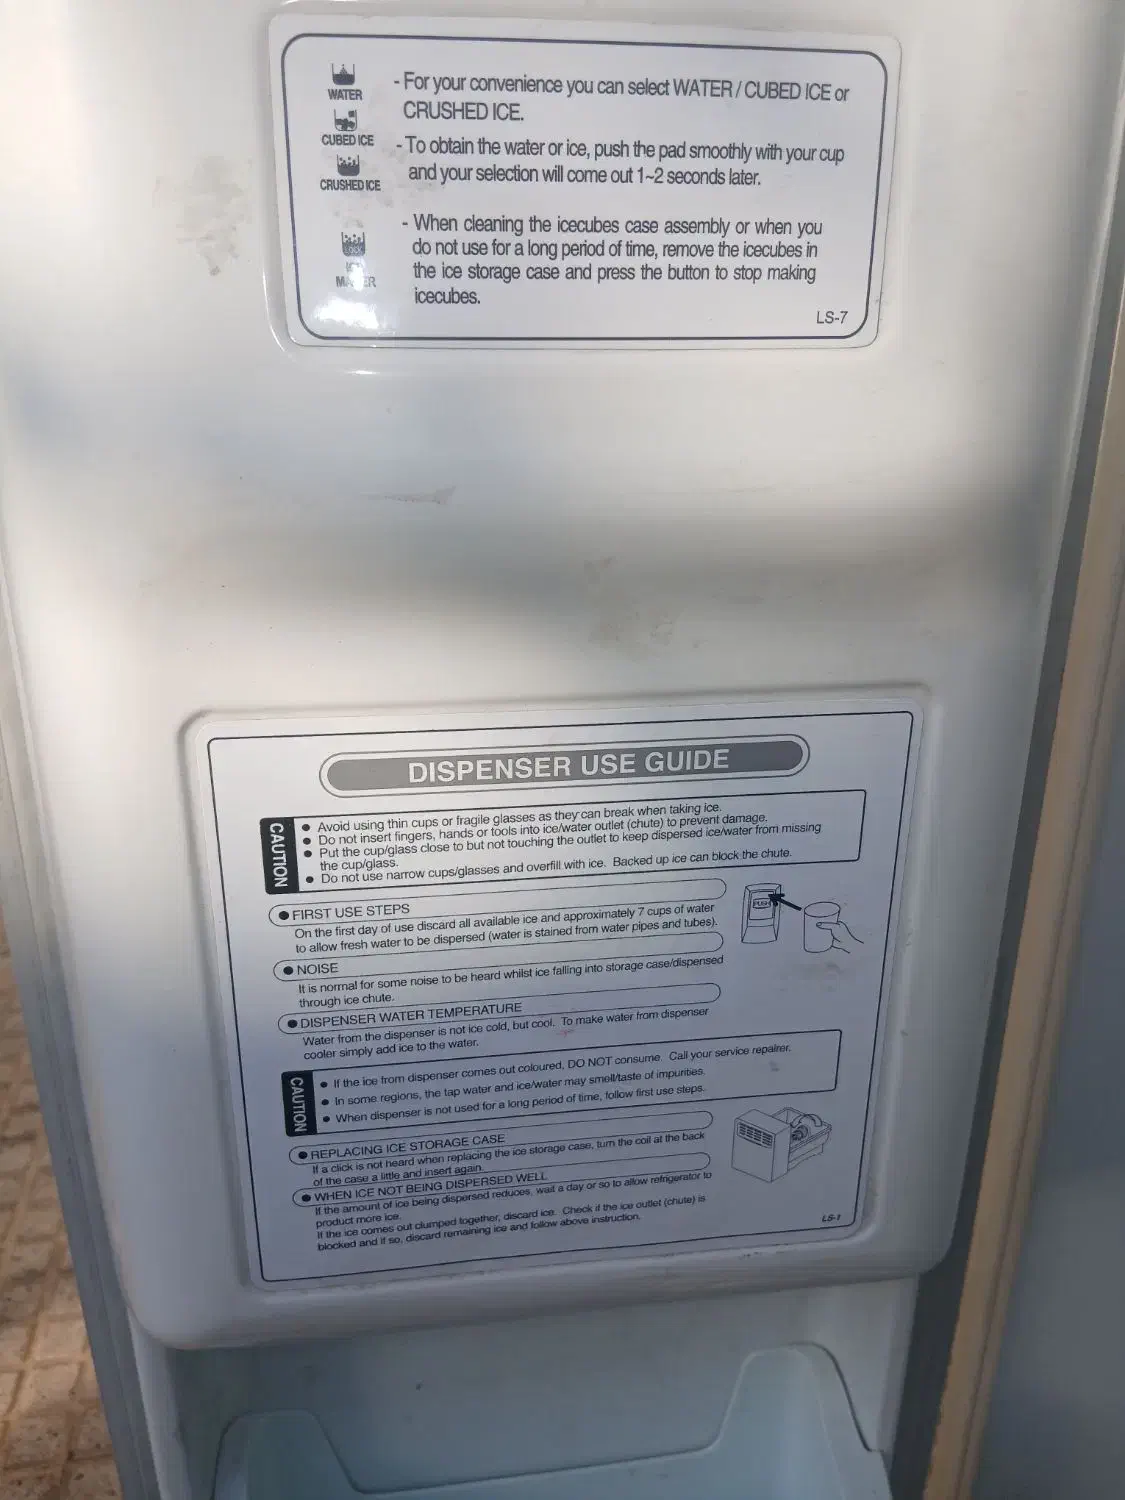 WATER
CUBED ICE
CRUSHED ICE
LOCK
- For your convenience you can select WATER / CUBED ICE or
CRUSHED ICE.
- To obtain the water or ice, push the pad smoothly with your cup
and your selection will come out 1~2 seconds later.
- When cleaning the icecubes case assembly or when you
do not use for a long period of time, remove the icecubes in
the ice storage case and press the button to stop making
icecubes.
LS-7
DISPENSER USE GUIDE
CAUTION
● Avoid using thin cups or fragile glasses as they can break when taking ice.
● Do not insert fingers, hands or tools into ice/water outlet (chute) to prevent damage.
● Put the cup/glass close to but not touching the outlet to keep dispersed ice/water from missing
the cup/glass.
● Do not use narrow cups/glasses and overfill with ice. Backed up ice can block the chute.
● FIRST USE STEPS
On the first day of use discard all available ice and approximately 7 cups of water
to allow fresh water to be dispersed (water is stained from water pipes and tubes).
PUSH
● NOISE
It is normal for some noise to be heard whilst ice falling into storage case/dispensed
through ice chute.
● DISPENSER WATER TEMPERATURE
Water from the dispenser is not ice cold, but cool. To make water from dispenser
cooler simply add ice to the water.
CAUTION
● If the ice from dispenser comes out coloured, DO NOT consume. Call your service repairer.
● In some regions, the tap water and ice/water may smell/taste of impurities.
● When dispenser is not used for a long period of time, follow first use steps.
● REPLACING ICE STORAGE CASE
If a click is not heard when replacing the ice storage case, turn the coil at the back
of the case a little and insert again.
● WHEN ICE NOT BEING DISPERSED WELL
If the amount of ice being dispersed reduces, wait a day or so to allow refrigerator to
product more ice.
If the ice comes out clumped together, discard ice. Check if the ice outlet (chute) is
blocked and if so, discard remaining ice and follow above instruction.
LS-1